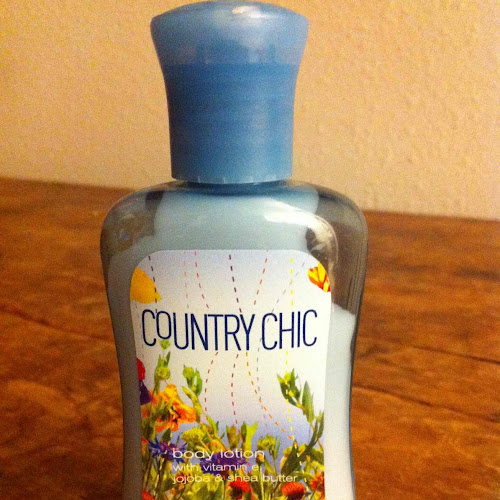 COUNTRY CHIC
body lotion
with vitamin e,
jojoba & shea butter